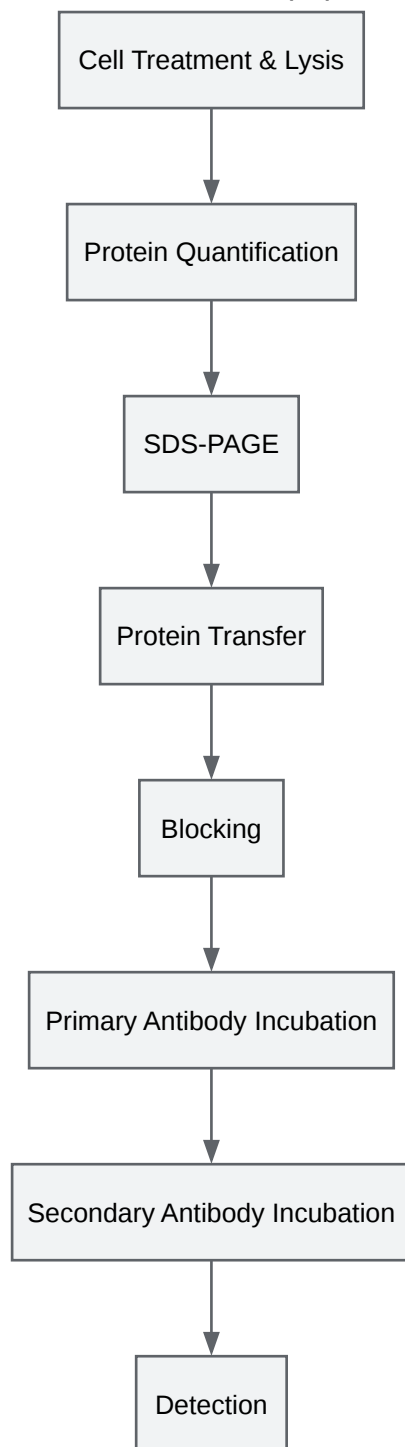 Cell Treatment & Lysis
Protein Quantification
SDS-PAGE
Protein Transfer
Blocking
Primary Antibody Incubation
Secondary Antibody Incubation
Detection